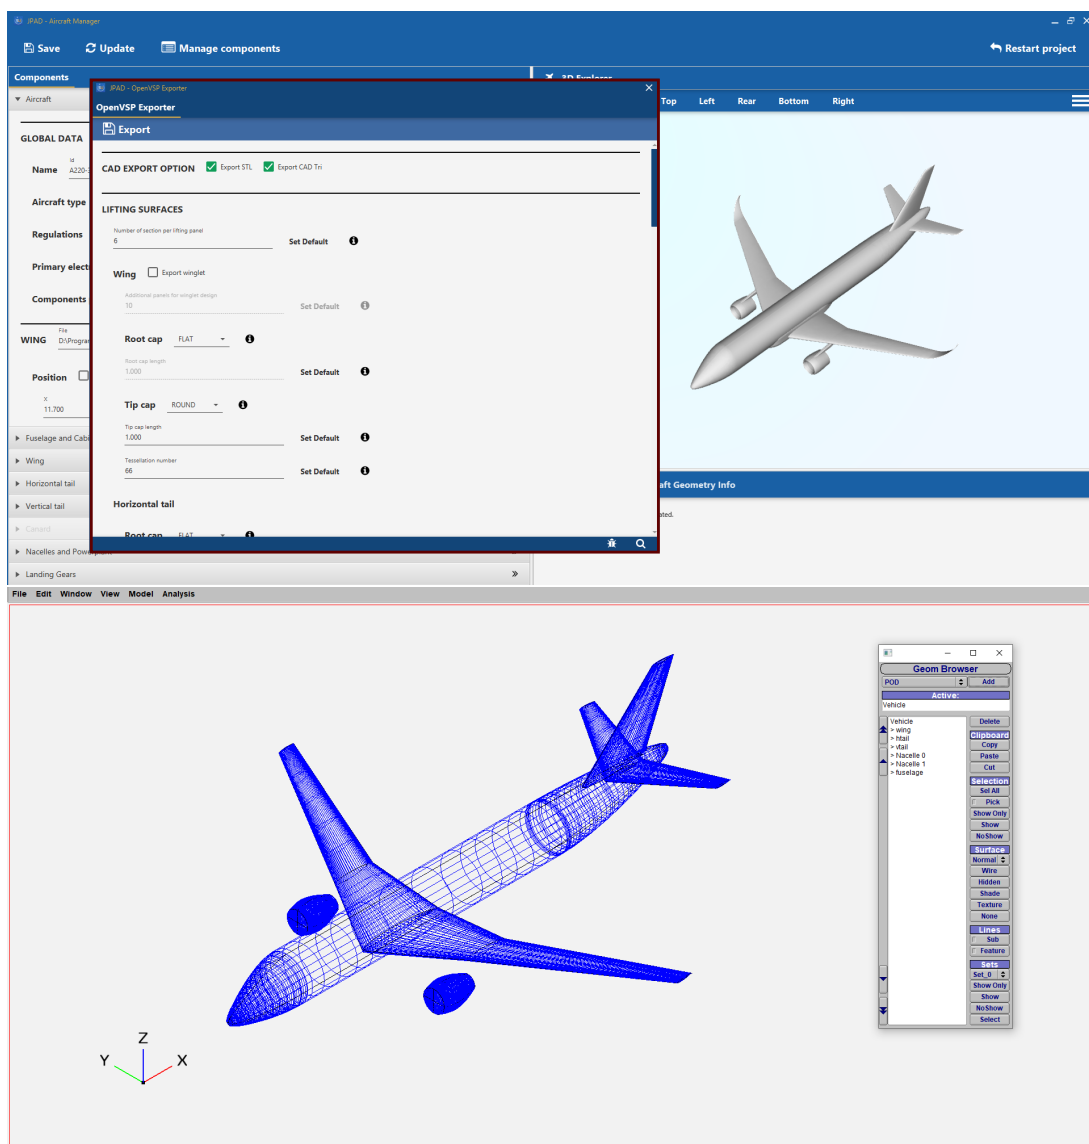 JPAD - Aircraft Manager
Save Update Manage components Restart project
Components
3D Explorer
Aircraft
Top Left Rear Bottom Right
GLOBAL DATA
Id
Name A220-
Aircraft type
Regulations
Primary elect
Components
File
WING D:\Progra
Position
X
11.700
Fuselage and Cabi
Wing
Horizontal tail
Vertical tail
Canard
Nacelles and Powerplant
Landing Gears
JPAD - OpenVSP Exporter
OpenVSP Exporter
Export
CAD EXPORT OPTION Export STL Export CAD Tri
LIFTING SURFACES
Number of section per lifting panel
6 Set Default
Wing Export winglet
Additional panels for winglet design
10 Set Default
Root cap FLAT
Root cap length
1.000 Set Default
Tip cap ROUND
Tip cap length
1.000 Set Default
Tessellation number
66 Set Default
Horizontal tail
Root cap FLAT
aft Geometry Info
ated.
File Edit Window View Model Analysis
Geom Browser
POD Add
Active:
Vehicle
Vehicle
> wing
> htail
> vtail
> Nacelle 0
> Nacelle 1
> fuselage
Delete
Clipboard
Copy
Paste
Cut
Selection
Sel All
Pick
Show Only
Show
NoShow
Surface
Normal
Wire
Hidden
Shade
Texture
None
Lines
Sub
Feature
Sets
Set_0
Show Only
Show
NoShow
Select
Z
Y X